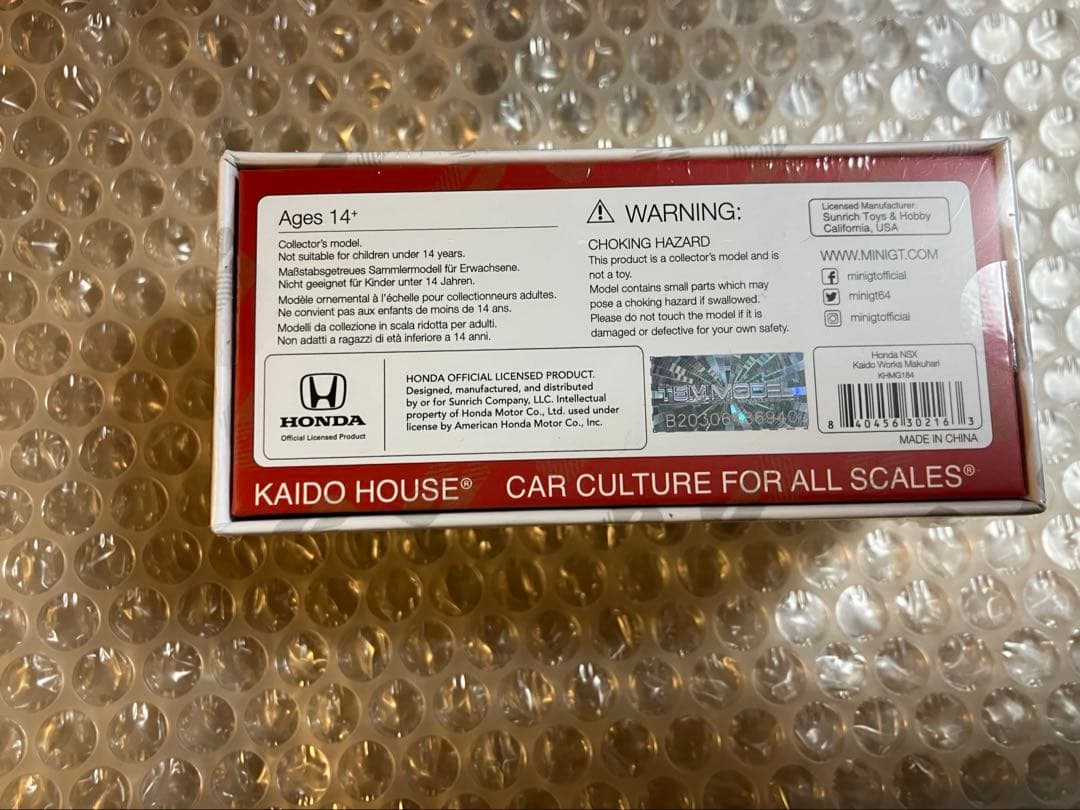 Ages 14+
Collector's model.
Not suitable for children under 14 years.
Maßstabsgetreues Sammlermodell für Erwachsene.
Nicht geeignet für Kinder unter 14 Jahren.
Modèle ornemental à l'échelle pour collectionneurs adultes.
Ne convient pas aux enfants de moins de 14 ans.
Modelli da collezione in scala ridotta per adulti.
Non adatti a ragazzi di età inferiore a 14 anni.
⚠ WARNING:
CHOKING HAZARD
This product is a collector's model and is
not a toy.
Model contains small parts which may
pose a choking hazard if swallowed.
Please do not touch the model if it is
damaged or defective for your own safety.
Licensed Manufacturer:
Sunrich Toys & Hobby
California, USA
WWW.MINIGT.COM
minigtofficial
minigt64
minigtofficial
HONDA
Official Licensed Product
HONDA OFFICIAL LICENSED PRODUCT.
Designed, manufactured, and distributed
by or for Sunrich Company, LLC. Intellectual
property of Honda Motor Co., Ltd. used under
license by American Honda Motor Co., Inc.
Honda NSX
Kaido Works Makuhari
KHMG184
8 40456 30216 3
MADE IN CHINA
KAIDO HOUSE® CAR CULTURE FOR ALL SCALES®